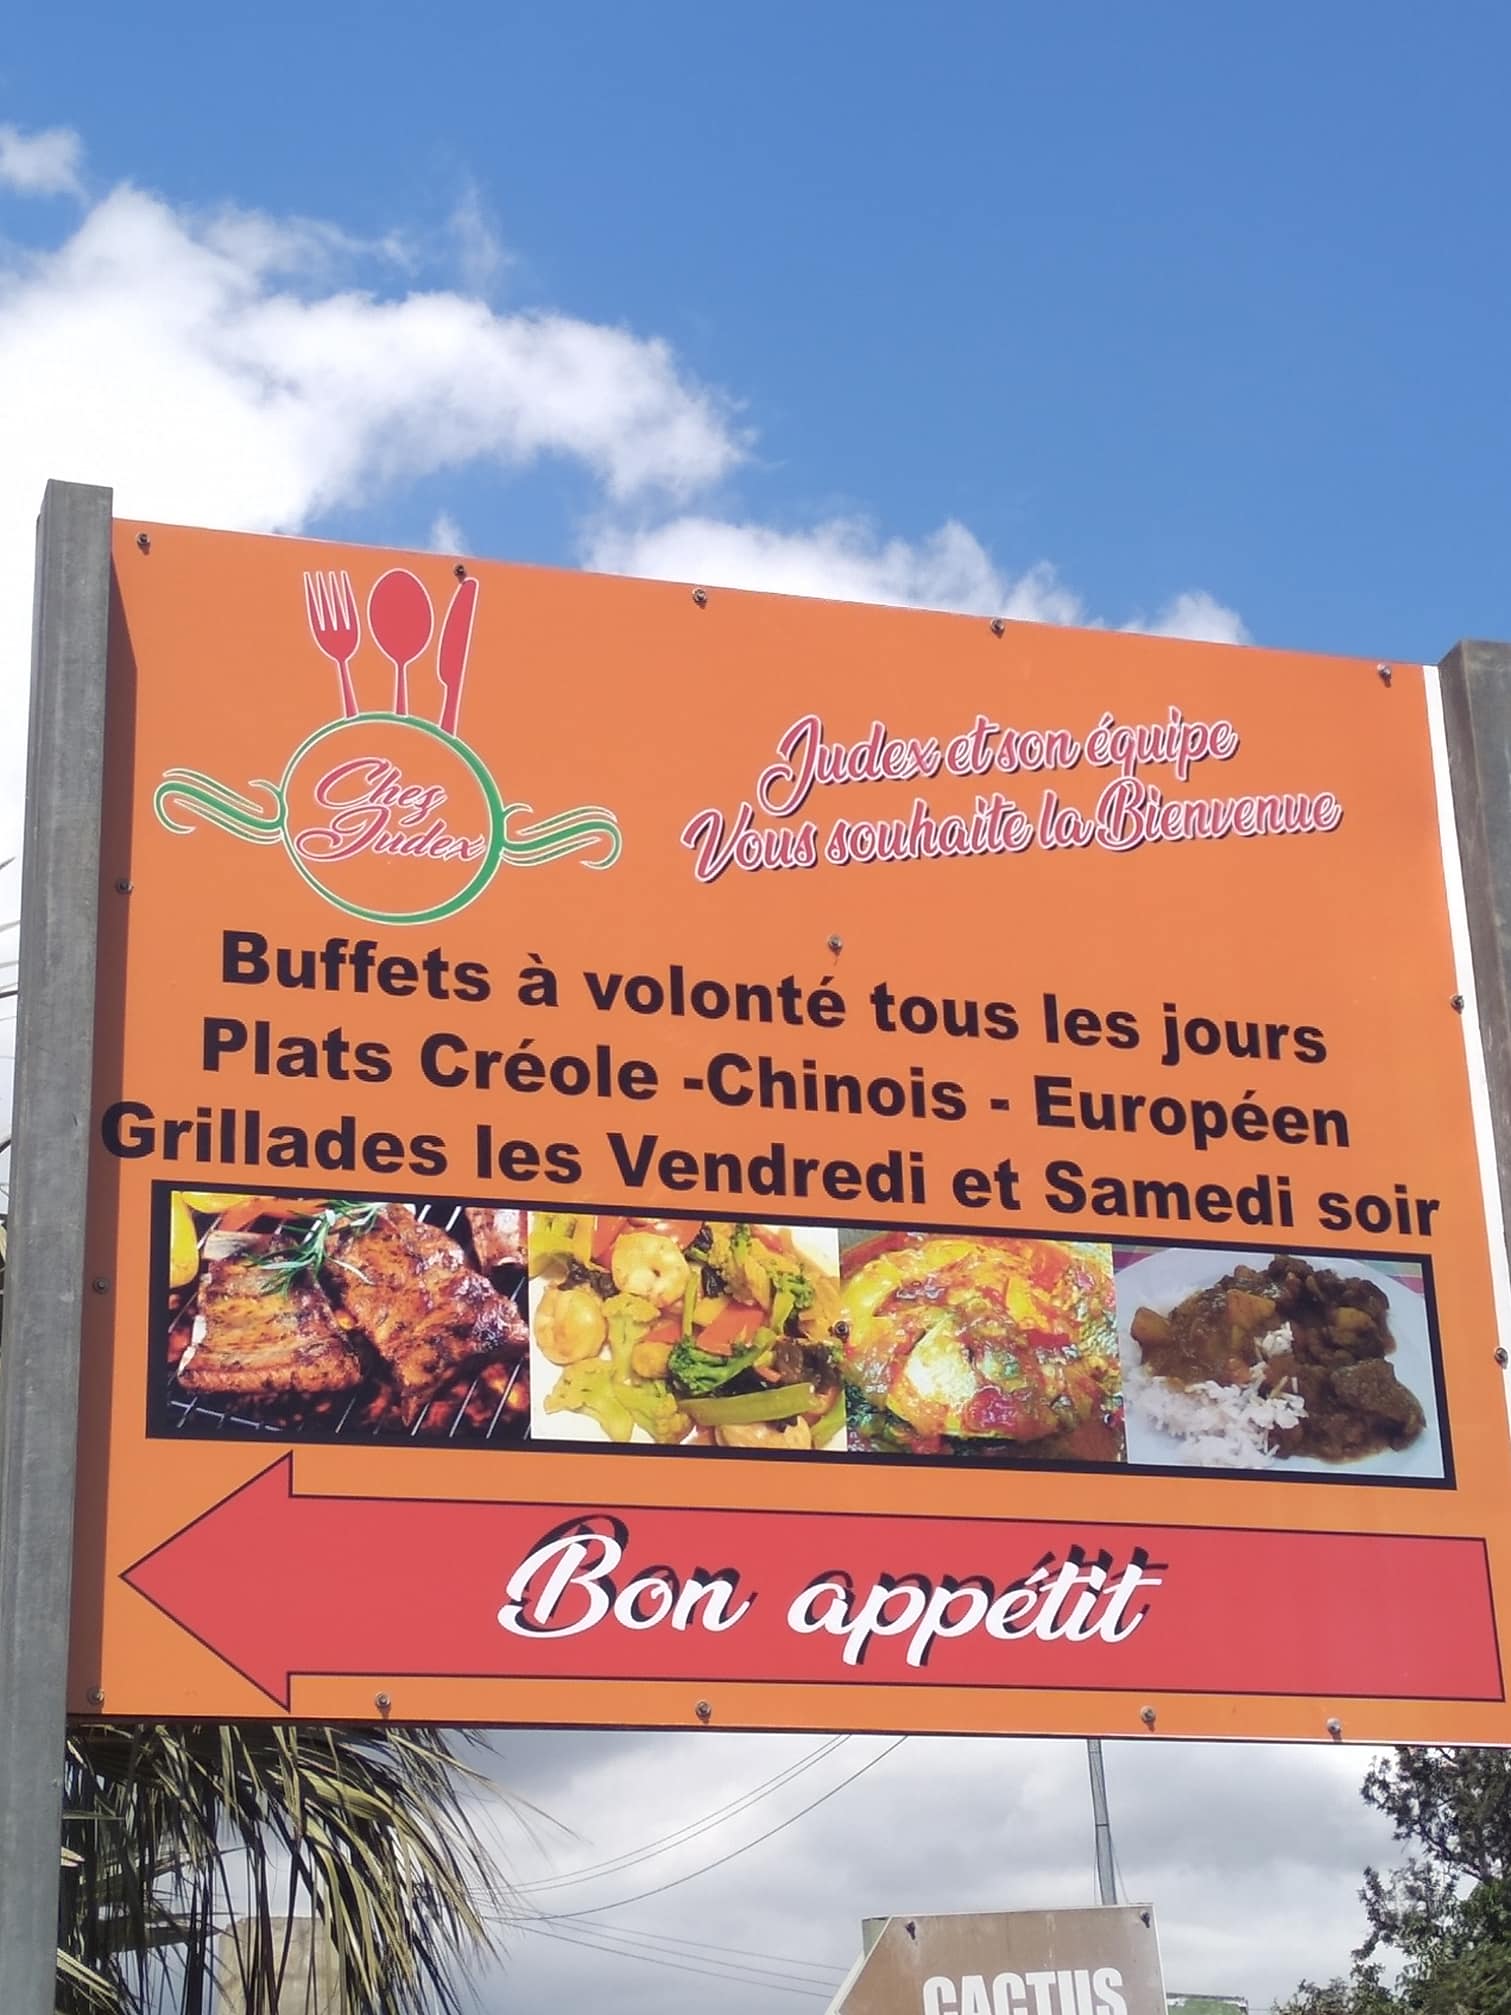 Chez
Judex
Judex et son équipe
Vous souhaite la Bienvenue
Buffets à volonté tous les jours
Plats Créole -Chinois - Européen
Grillades les Vendredi et Samedi soir
Bon appétit
CACTUS